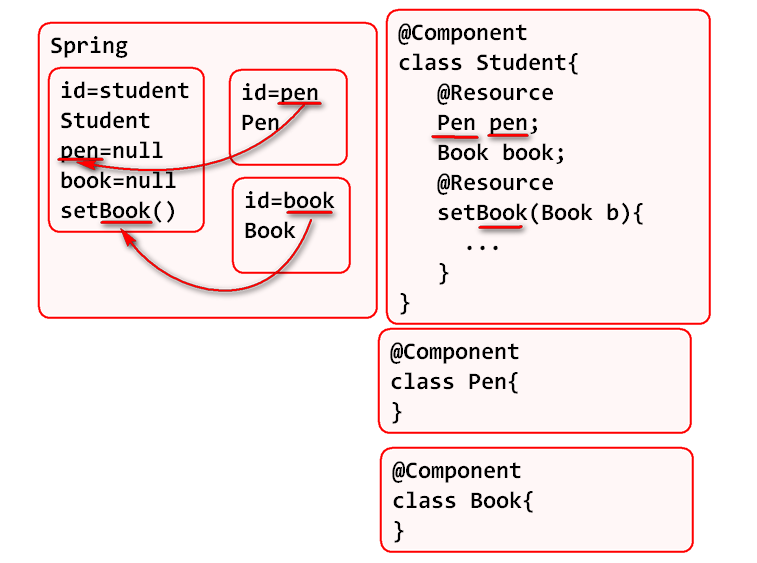 Spring
id=student
Student
pen=null
book=null
setBook()
id=pen
Pen
id=book
Book
@Component
class Student{
@Resource
Pen pen;
Book book;
@Resource
setBook(Book b){
...
}
}
@Component
class Pen{
}
@Component
class Book{
}